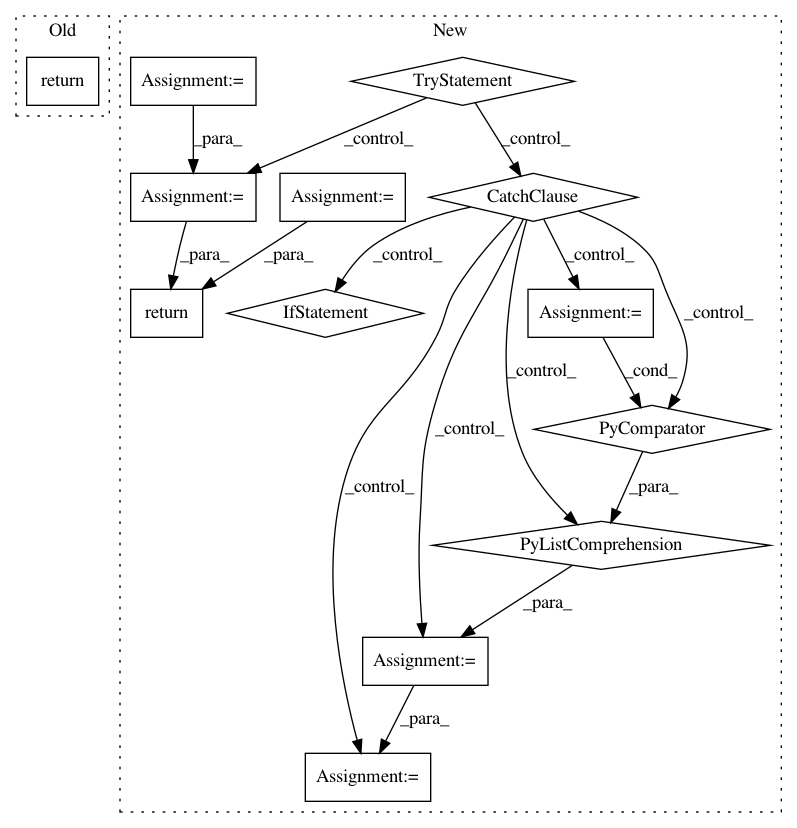 Old
New
return
Assignment:=
TryStatement
_para_
_control_
_control_
Assignment:=
Assignment:=
CatchClause
_para_
_para_
_control_
_control_
_control_
return
IfStatement
Assignment:=
_control_
_cond_
_control_
PyComparator
_control_
_para_
PyListComprehension
_para_
Assignment:=
_para_
Assignment:=